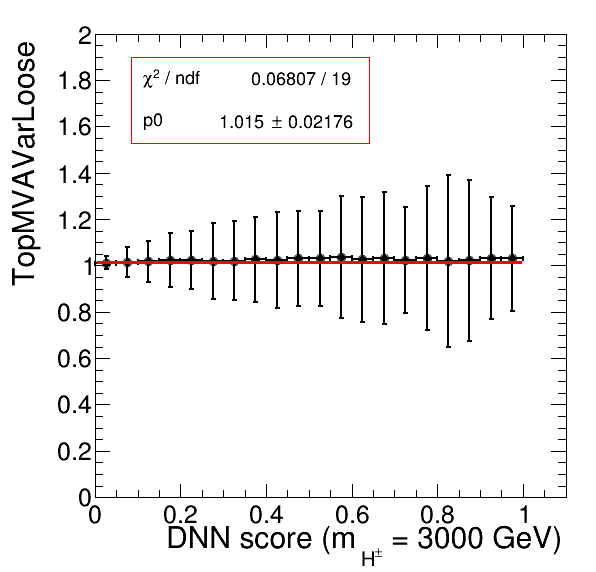 TopMVAVarLoose
2
1.8
1.6
1.4
1.2
1
0.8
0.6
0.4
0.2
0
χ² / ndf 0.06807 / 19
p0 1.015 ± 0.02176
0 0.2 0.4 0.6 0.8 1
DNN score (m_H± = 3000 GeV)